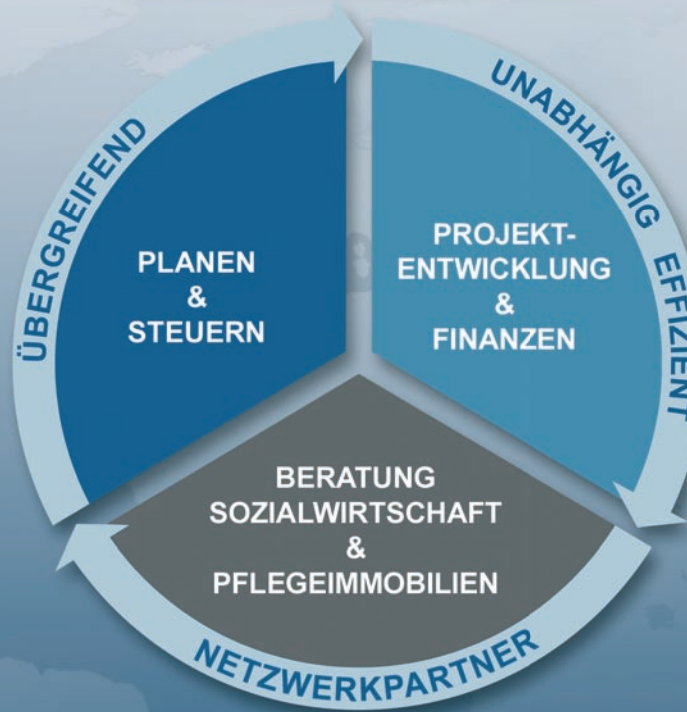 ÜBERGREIFEND
UNABHÄNGIG EFFIZIENT
PLANEN
&
STEUERN
PROJEKT-
ENTWICKLUNG
&
FINANZEN
BERATUNG
SOZIALWIRTSCHAFT
&
PFLEGEIMMOBILIEN
NETZWERKPARTNER